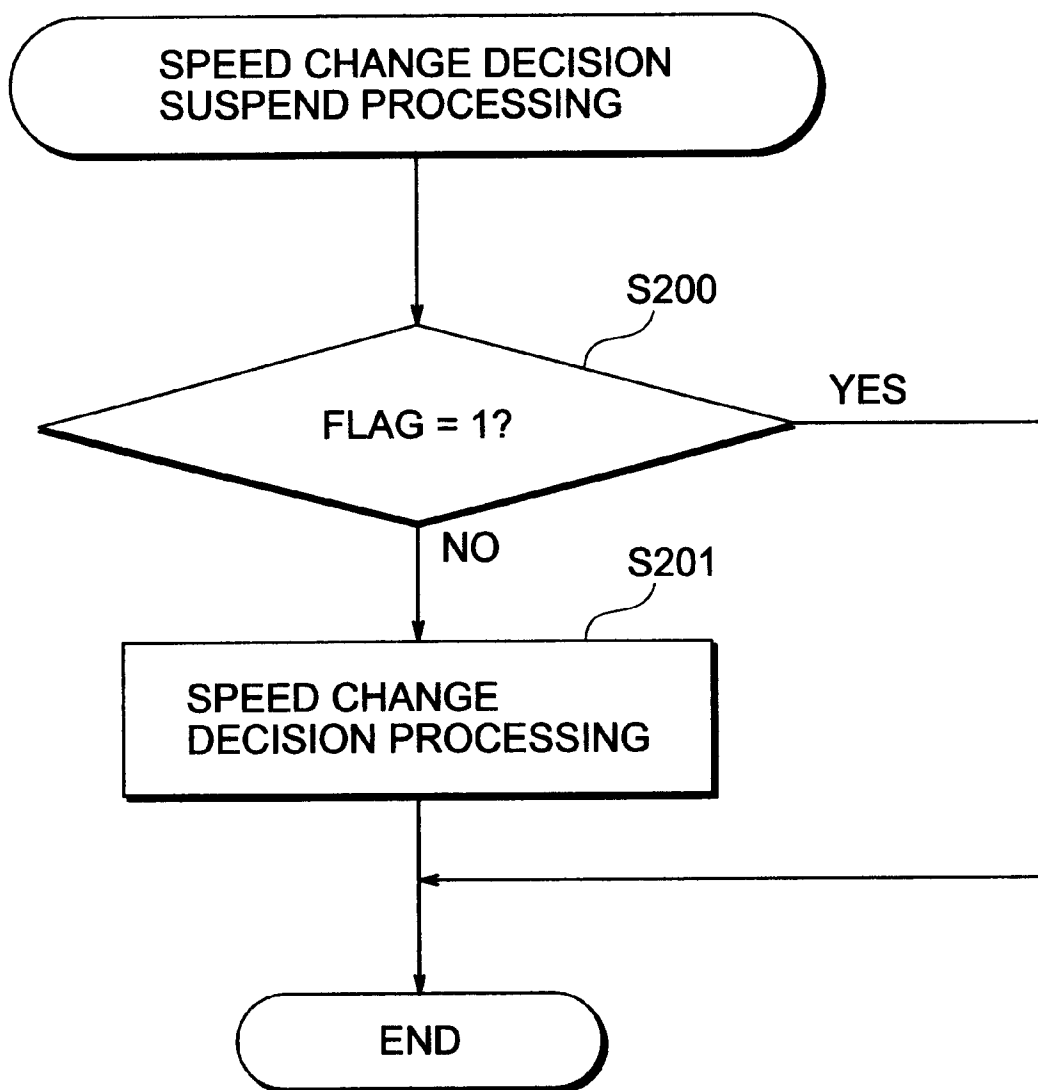 SPEED CHANGE DECISION
SUSPEND PROCESSING
S200
FLAG = 1?
YES
NO
S201
SPEED CHANGE
DECISION PROCESSING
END